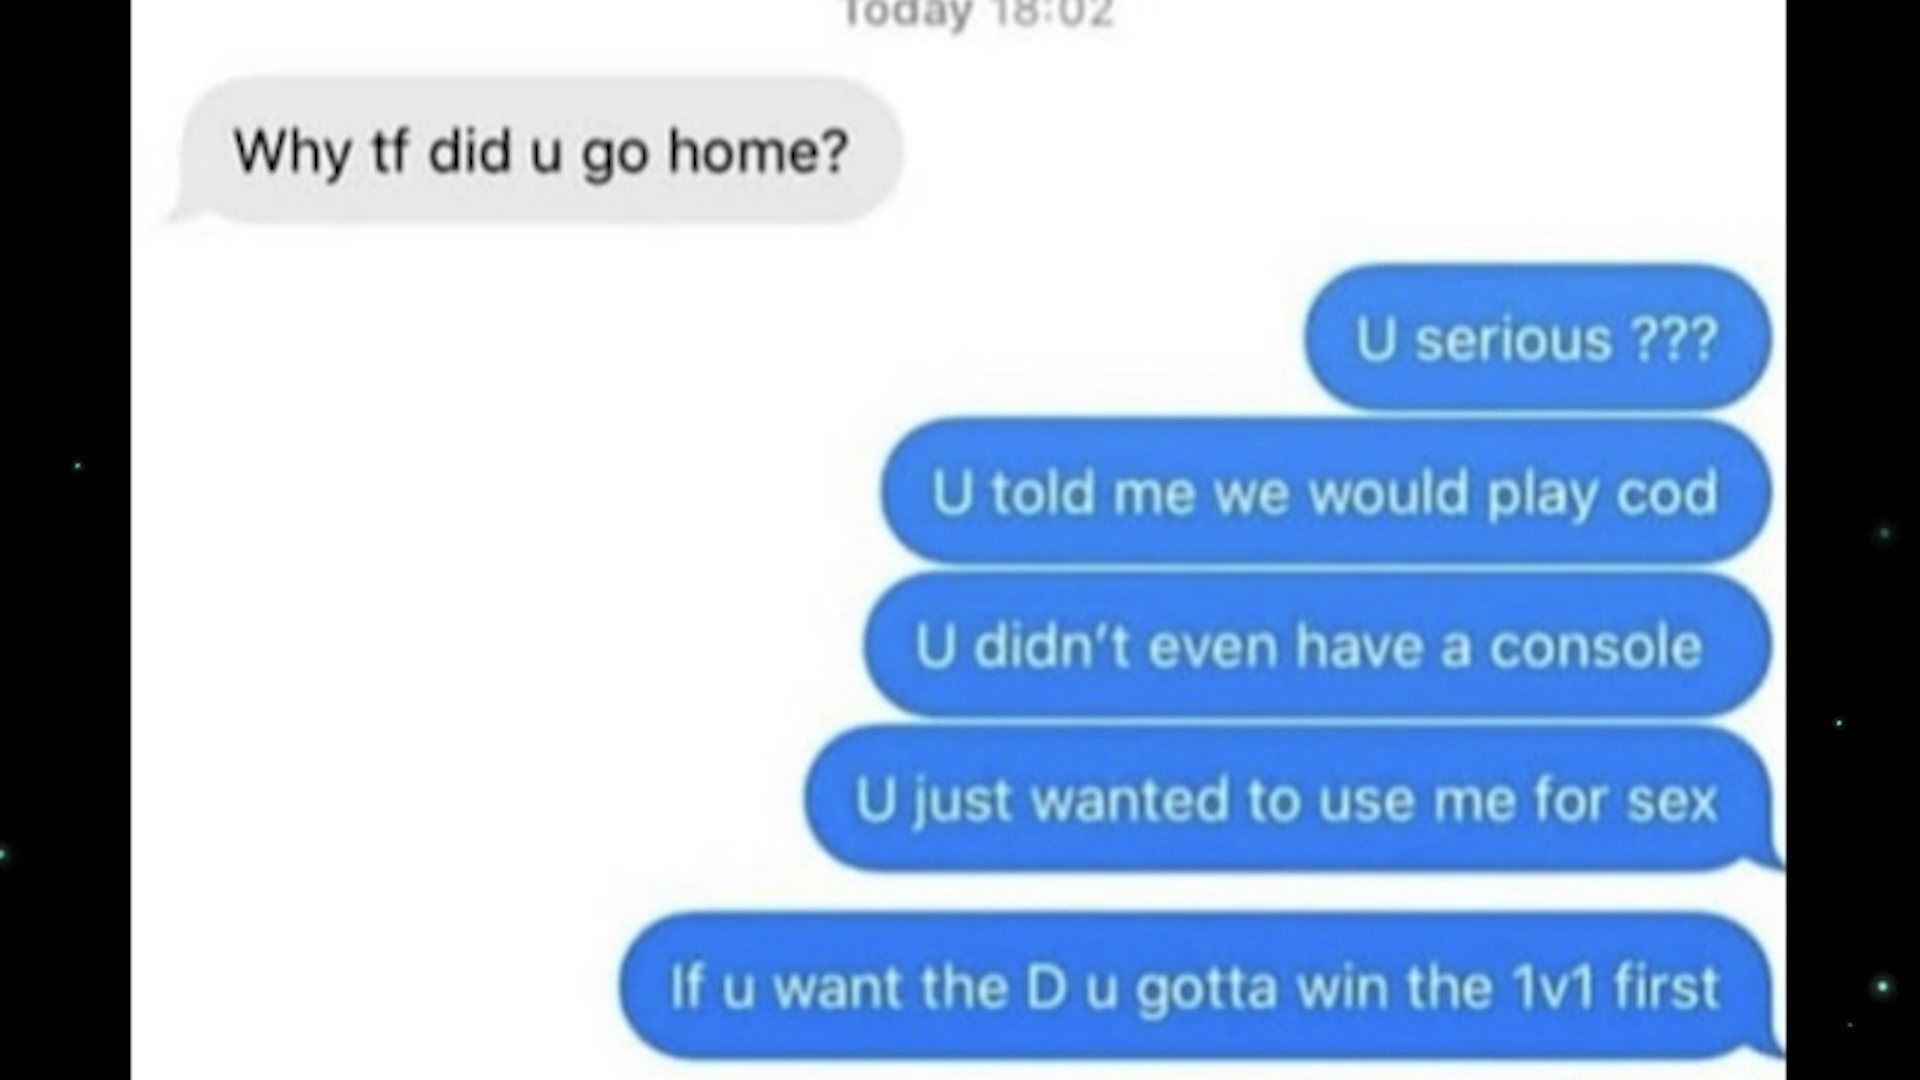 Today 18:02
Why tf did u go home?
U serious ???
U told me we would play cod
U didn't even have a console
U just wanted to use me for sex
If u want the D u gotta win the 1v1 first